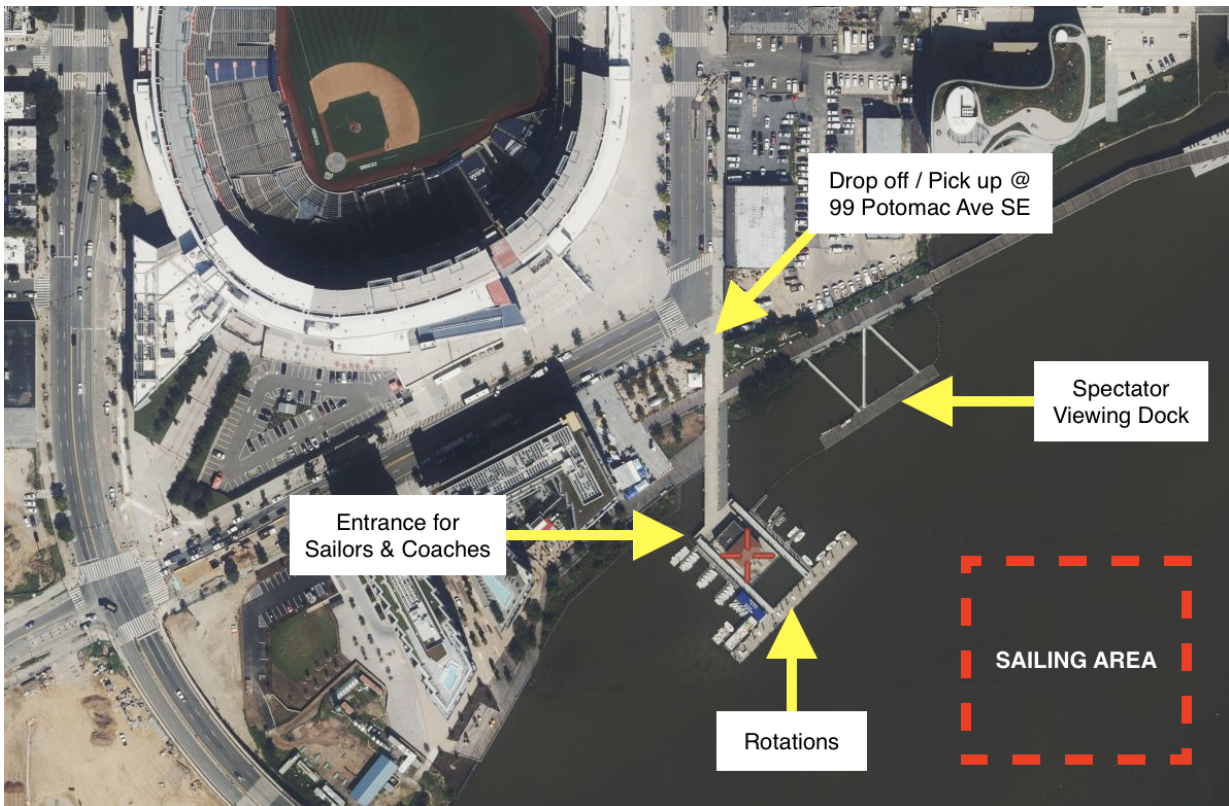 Drop off / Pick up @
99 Potomac Ave SE
Spectator
Viewing Dock
Entrance for
Sailors & Coaches
SAILING AREA
Rotations